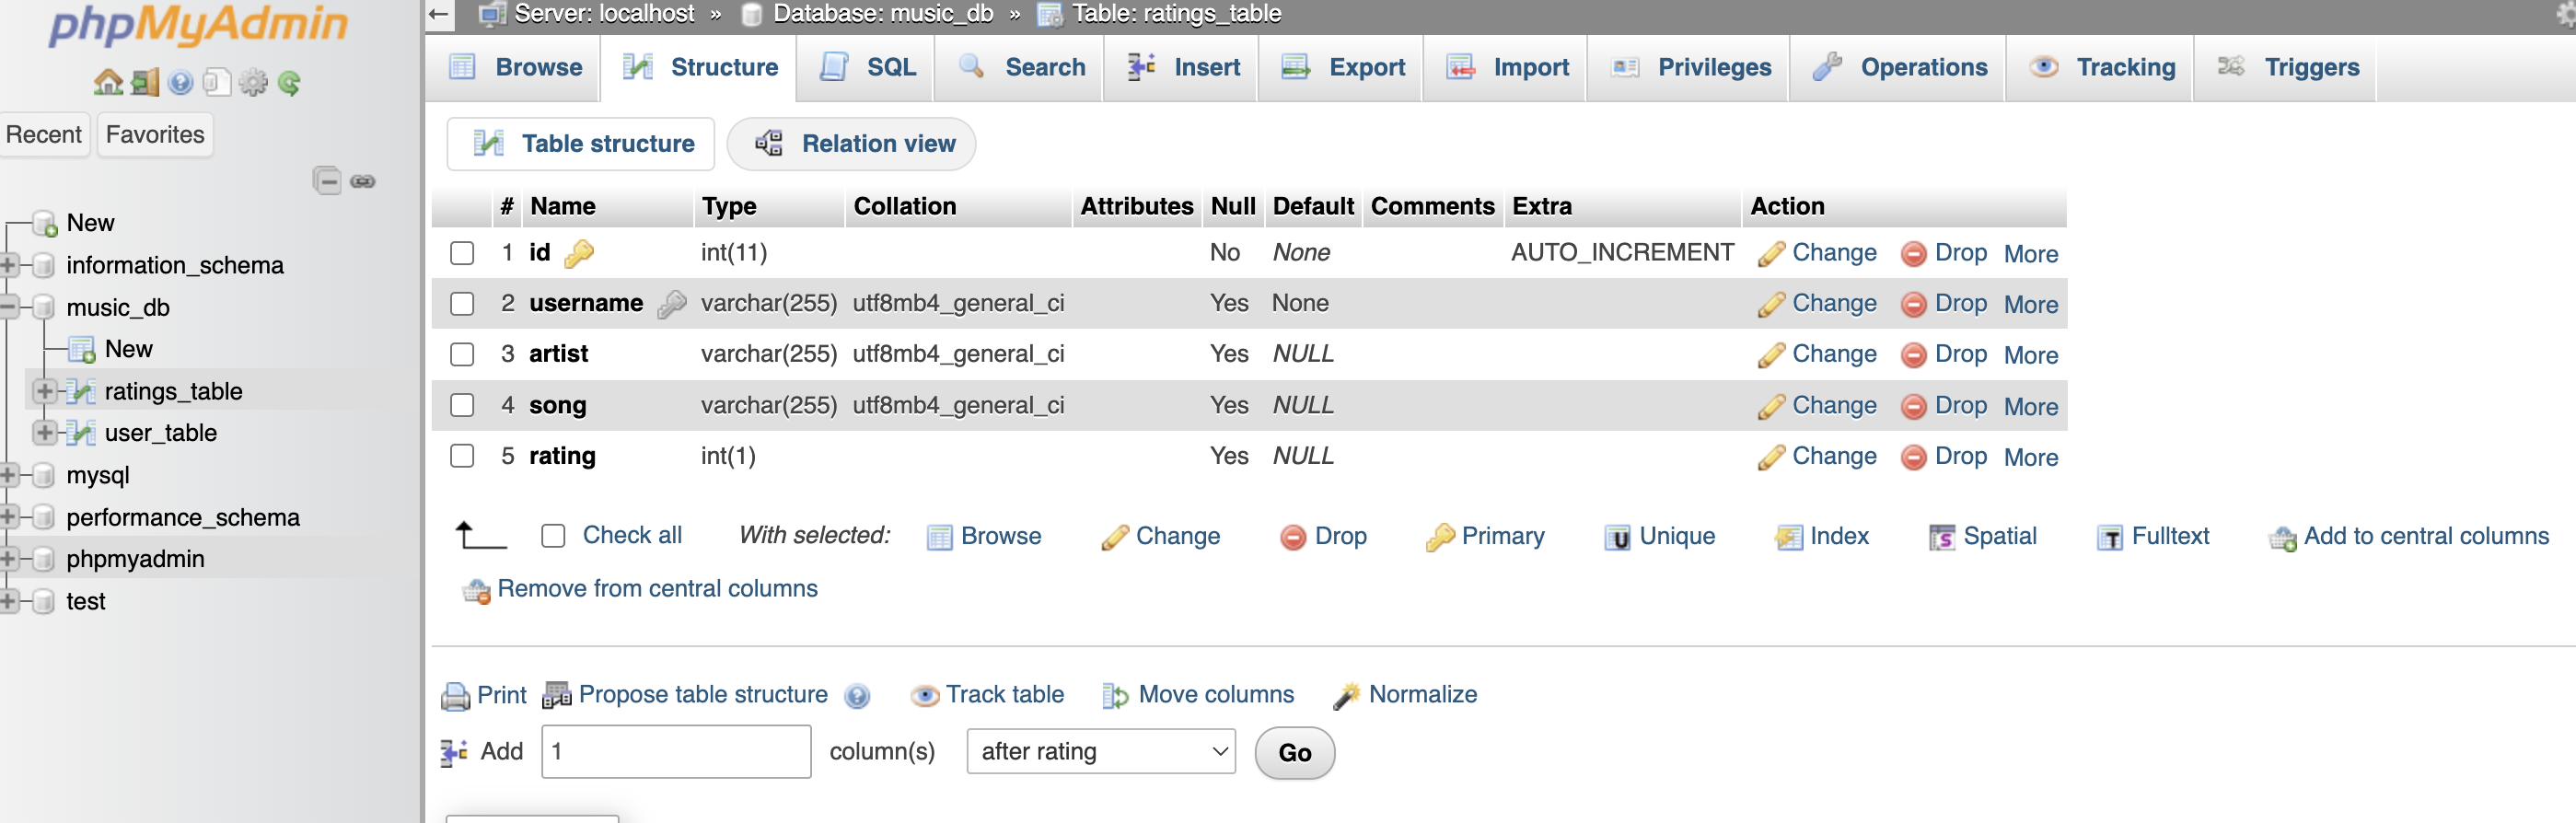 phpMyAdmin
Recent Favorites
New
information_schema
music_db
New
ratings_table
user_table
mysql
performance_schema
phpmyadmin
test
Server: localhost » Database: music_db » Table: ratings_table
Browse Structure SQL Search Insert Export Import Privileges Operations Tracking Triggers
Table structure Relation view
# Name Type Collation Attributes Null Default Comments Extra Action
1 id int(11) No None AUTO_INCREMENT Change Drop More
2 username varchar(255) utf8mb4_general_ci Yes None Change Drop More
3 artist varchar(255) utf8mb4_general_ci Yes NULL Change Drop More
4 song varchar(255) utf8mb4_general_ci Yes NULL Change Drop More
5 rating int(1) Yes NULL Change Drop More
Check all With selected: Browse Change Drop Primary Unique Index Spatial Fulltext Add to central columns
Remove from central columns
Print Propose table structure Track table Move columns Normalize
Add 1 column(s) after rating Go